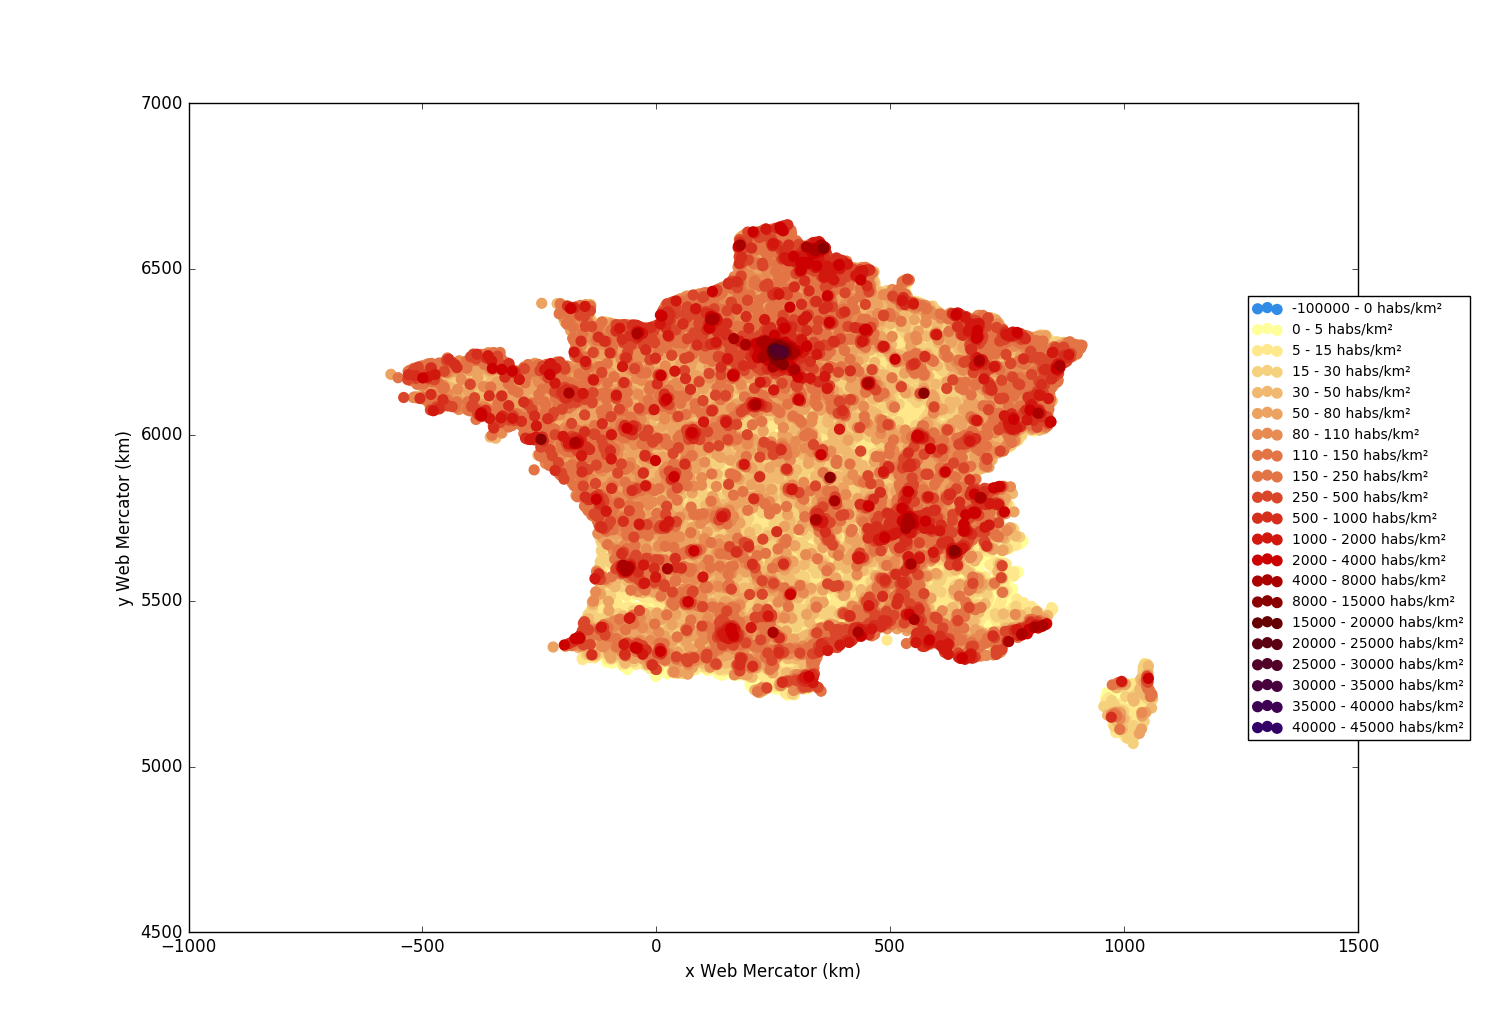 7000
6500
6000
5500
5000
4500
y Web Mercator (km)
−1000
−500
0
500
1000
1500
x Web Mercator (km)
-100000 - 0 habs/km²
0 - 5 habs/km²
5 - 15 habs/km²
15 - 30 habs/km²
30 - 50 habs/km²
50 - 80 habs/km²
80 - 110 habs/km²
110 - 150 habs/km²
150 - 250 habs/km²
250 - 500 habs/km²
500 - 1000 habs/km²
1000 - 2000 habs/km²
2000 - 4000 habs/km²
4000 - 8000 habs/km²
8000 - 15000 habs/km²
15000 - 20000 habs/km²
20000 - 25000 habs/km²
25000 - 30000 habs/km²
30000 - 35000 habs/km²
35000 - 40000 habs/km²
40000 - 45000 habs/km²